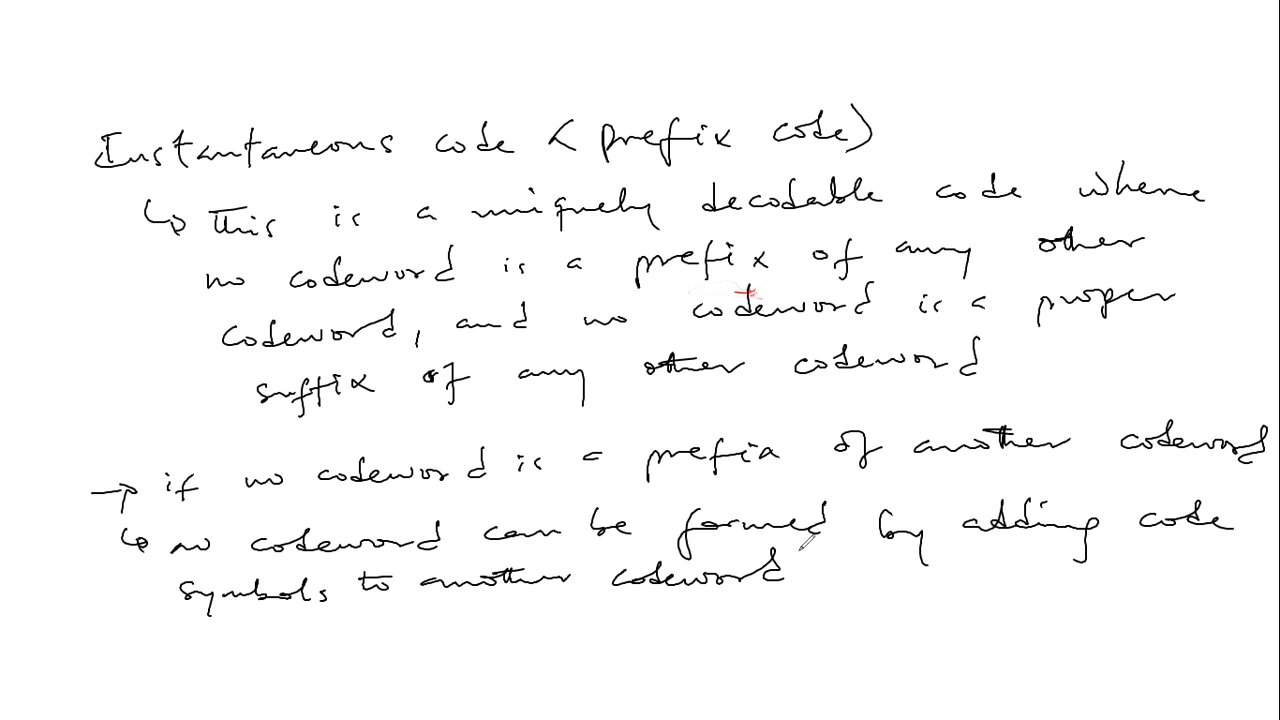 Instantaneous code < prefix code)
↳ This is a uniquely decodable code where
no codeword is a prefix of any other
codeword, and no codeword is a proper
suffix of any other codeword
→ if no codeword is a prefix of another codeword
↳ no codeword can be formed by adding code
symbols to another codeword